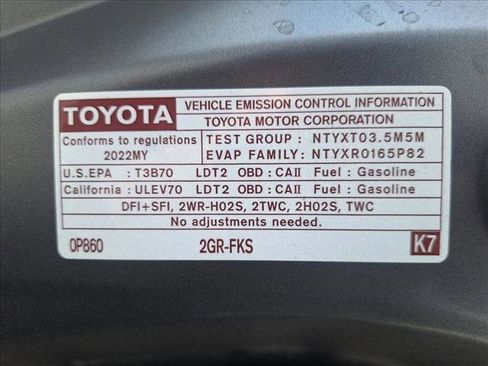 TOYOTA
VEHICLE EMISSION CONTROL INFORMATION
TOYOTA MOTOR CORPORATION
Conforms to regulations
2022MY
TEST GROUP : NTYXT03.5M5M
EVAP FAMILY: NTYXR0165P82
U.S.EPA : T3B70 LDT2 OBD : CAII Fuel : Gasoline
California : ULEV70 LDT2 OBD : CAII Fuel : Gasoline
DFI+SFI, 2WR-H02S, 2TWC, 2H02S, TWC
No adjustments needed.
0P860 2GR-FKS K7